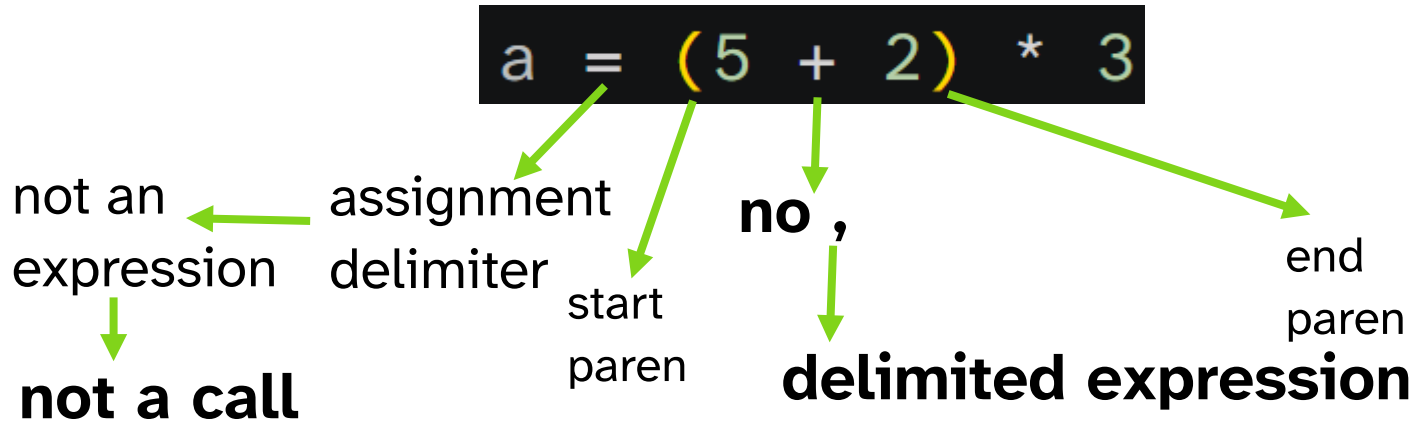 a = (5 + 2) * 3
not an
expression
not a call
assignment
delimiter
start
paren
no ,
delimited expression
end
paren